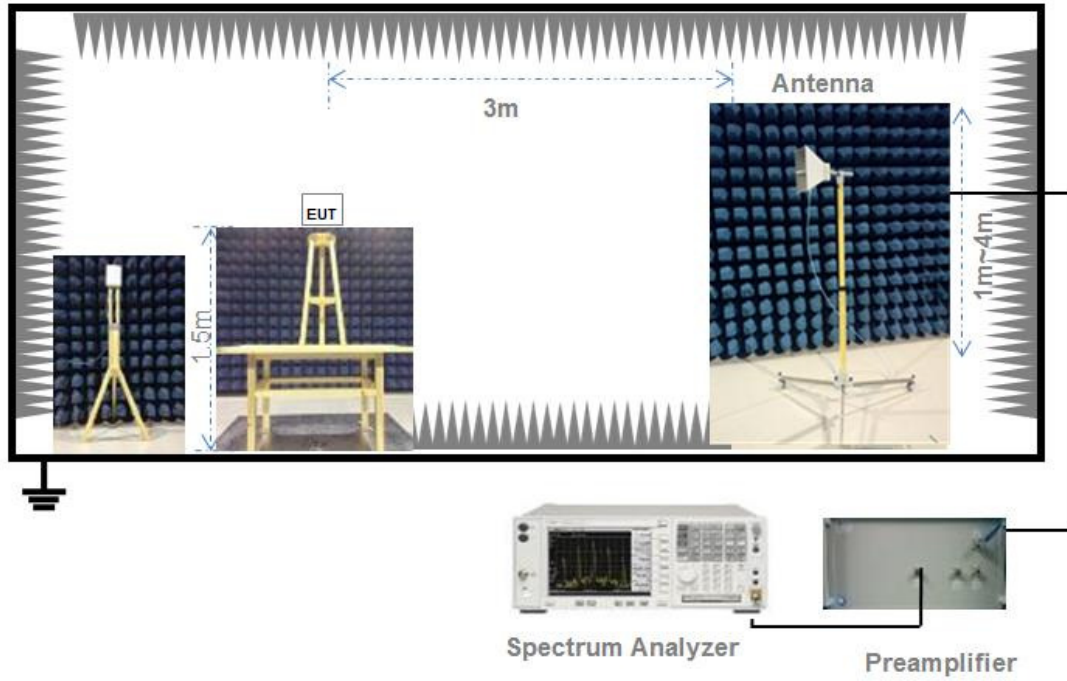 Antenna
3m
EUT
1.5m
1m~4m
Spectrum Analyzer
Preamplifier